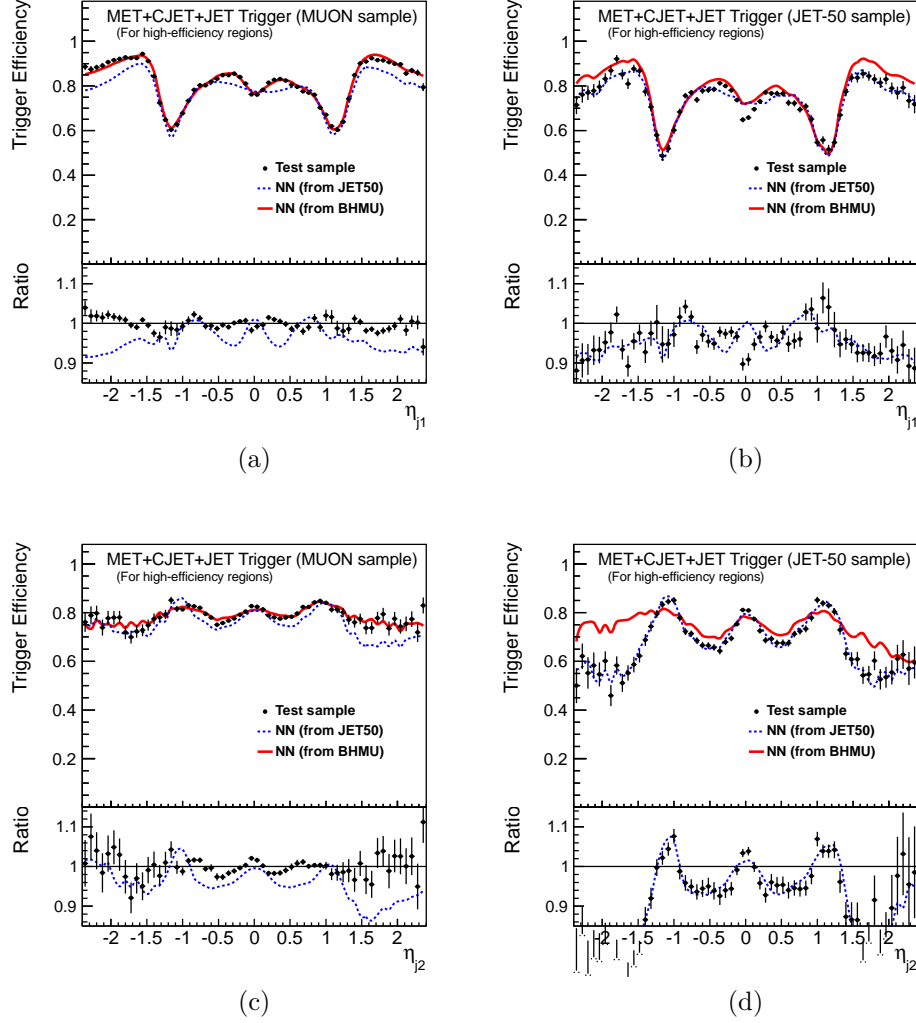 MET+CJET+JET Trigger (MUON sample)
(For high-efficiency regions)
Trigger Efficiency
1
0.8
0.6
0.4
0.2
Test sample
NN (from JET50)
NN (from BHMU)
Ratio
1.1
1
0.9
-2 -1.5 -1 -0.5 0 0.5 1 1.5 2
η_j1
(a)
MET+CJET+JET Trigger (JET-50 sample)
(For high-efficiency regions)
Trigger Efficiency
1
0.8
0.6
0.4
0.2
Test sample
NN (from JET50)
NN (from BHMU)
Ratio
1.1
1
0.9
-2 -1.5 -1 -0.5 0 0.5 1 1.5 2
η_j1
(b)
MET+CJET+JET Trigger (MUON sample)
(For high-efficiency regions)
Trigger Efficiency
1
0.8
0.6
0.4
0.2
Test sample
NN (from JET50)
NN (from BHMU)
Ratio
1.1
1
0.9
-2 -1.5 -1 -0.5 0 0.5 1 1.5 2
η_j2
(c)
MET+CJET+JET Trigger (JET-50 sample)
(For high-efficiency regions)
Trigger Efficiency
1
0.8
0.6
0.4
0.2
Test sample
NN (from JET50)
NN (from BHMU)
Ratio
1.1
1
0.9
-2 -1.5 -1 -0.5 0 0.5 1 1.5 2
η_j2
(d)